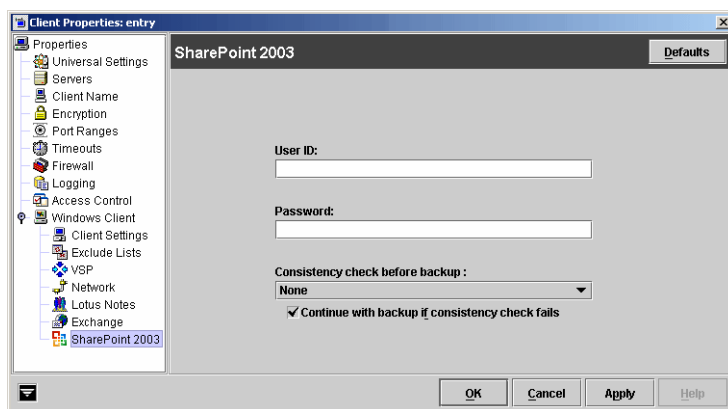 Client Properties: entry
Properties
Universal Settings
Servers
Client Name
Encryption
Port Ranges
Timeouts
Firewall
Logging
Access Control
Windows Client
Client Settings
Exclude Lists
VSP
Network
Lotus Notes
Exchange
SharePoint 2003
SharePoint 2003
Defaults
User ID:
Password:
Consistency check before backup :
None
Continue with backup if consistency check fails
OK
Cancel
Apply
Help